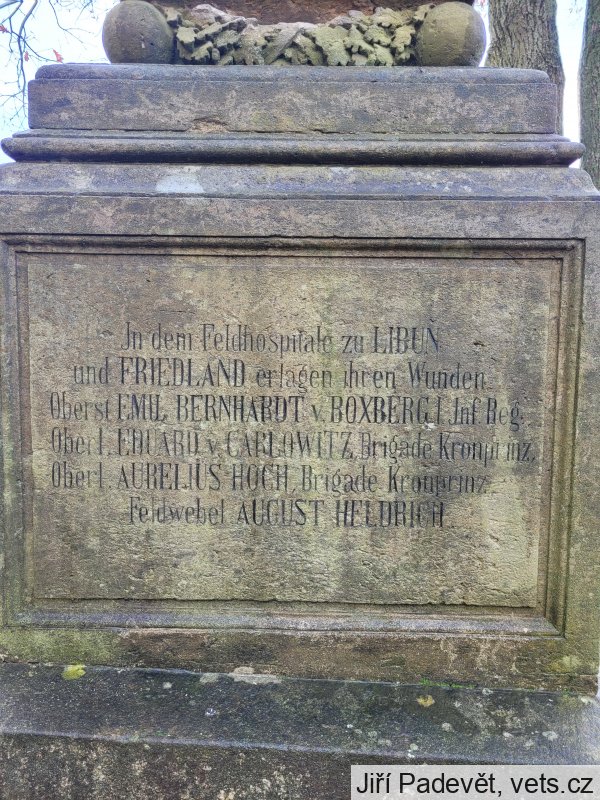 In dem Feldhospitale zu LIBUŇ
und FRIEDLAND erlagen ihren Wunden
Oberst EMIL BERNHARDT v. BOXBERG I. Inf. Reg.
Oberl. EDUARD v. CARLOWITZ, Brigade Kronprinz,
Oberl. AURELIUS HOCH, Brigade Kronprinz
Feldwebel AUGUST HELDRICH
Jiří Padevět, vets.cz